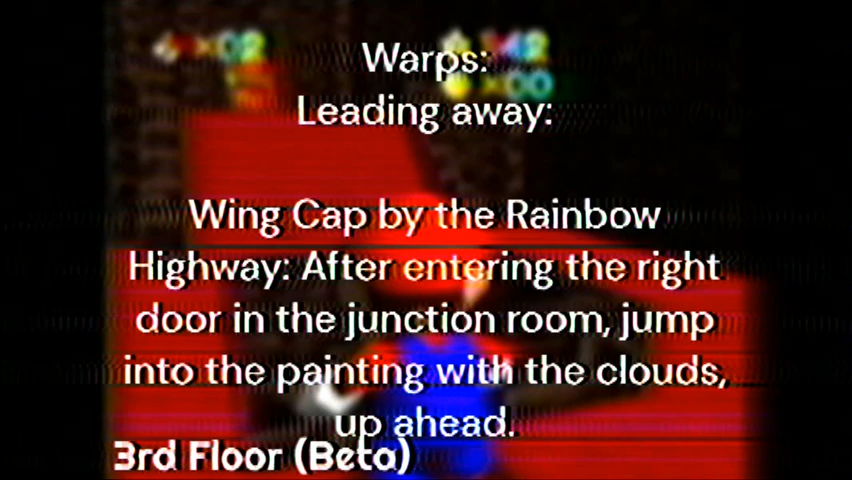 Warps:
Leading away:
Wing Cap by the Rainbow
Highway: After entering the right
door in the junction room, jump
into the painting with the clouds,
up ahead.
3rd Floor (Beta)